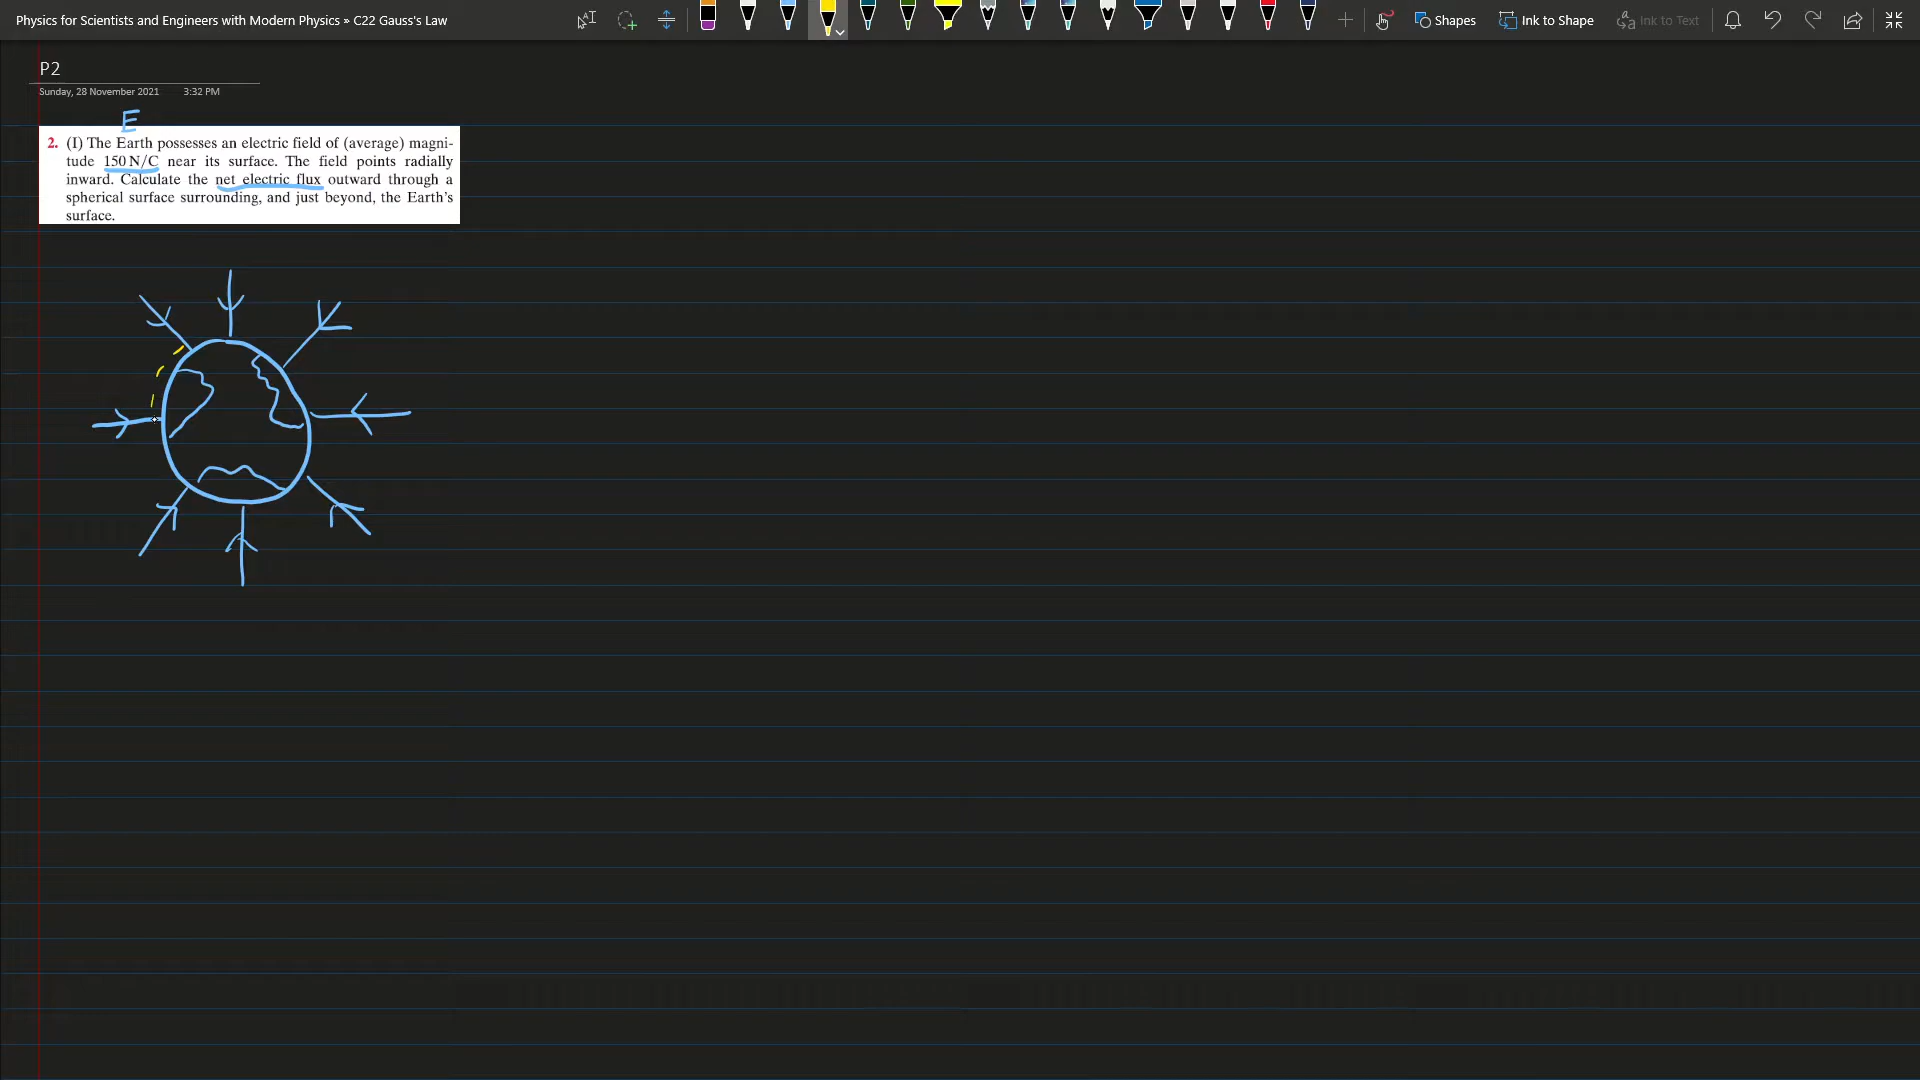 Physics for Scientists and Engineers with Modern Physics » C22 Gauss's Law
Shapes
Ink to Shape
Ink to Text
P2
Sunday, 28 November 2021 3:32 PM
E
2. (I) The Earth possesses an electric field of (average) magni-
tude 150 N/C near its surface. The field points radially
inward. Calculate the net electric flux outward through a
spherical surface surrounding, and just beyond, the Earth's
surface.